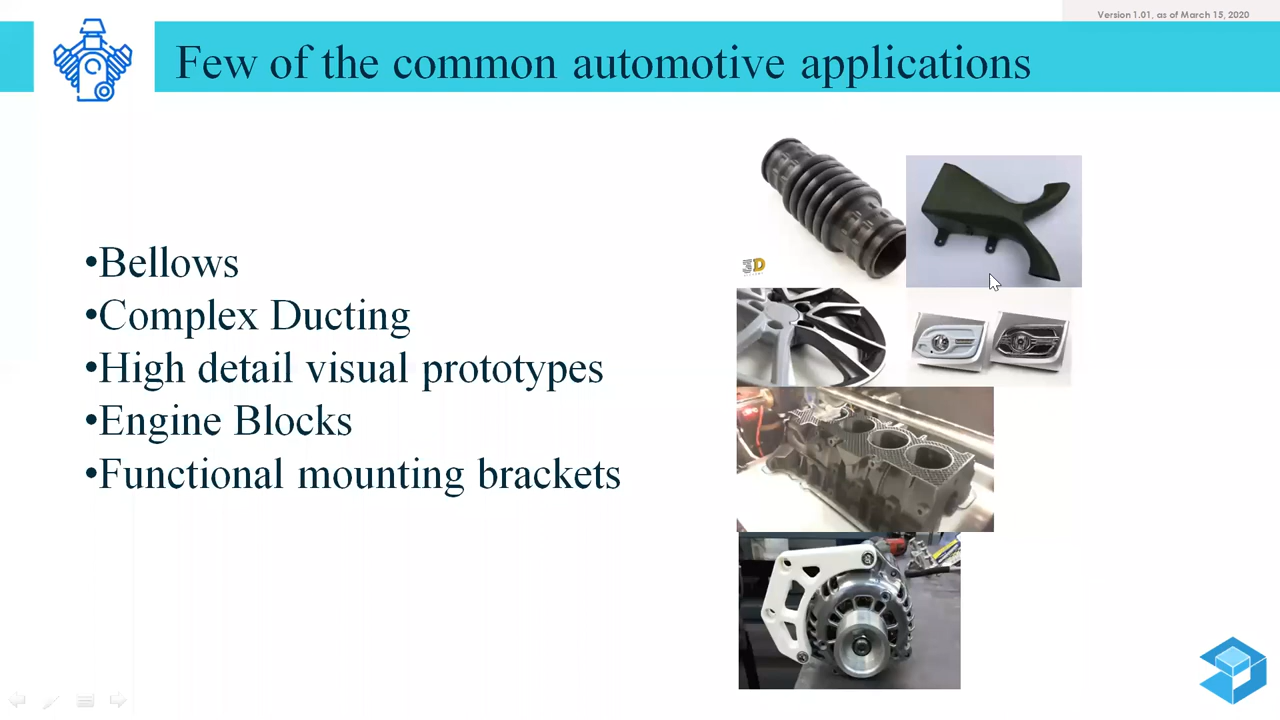 Version 1.01, as of March 15, 2020
Few of the common automotive applications
•Bellows
•Complex Ducting
•High detail visual prototypes
•Engine Blocks
•Functional mounting brackets